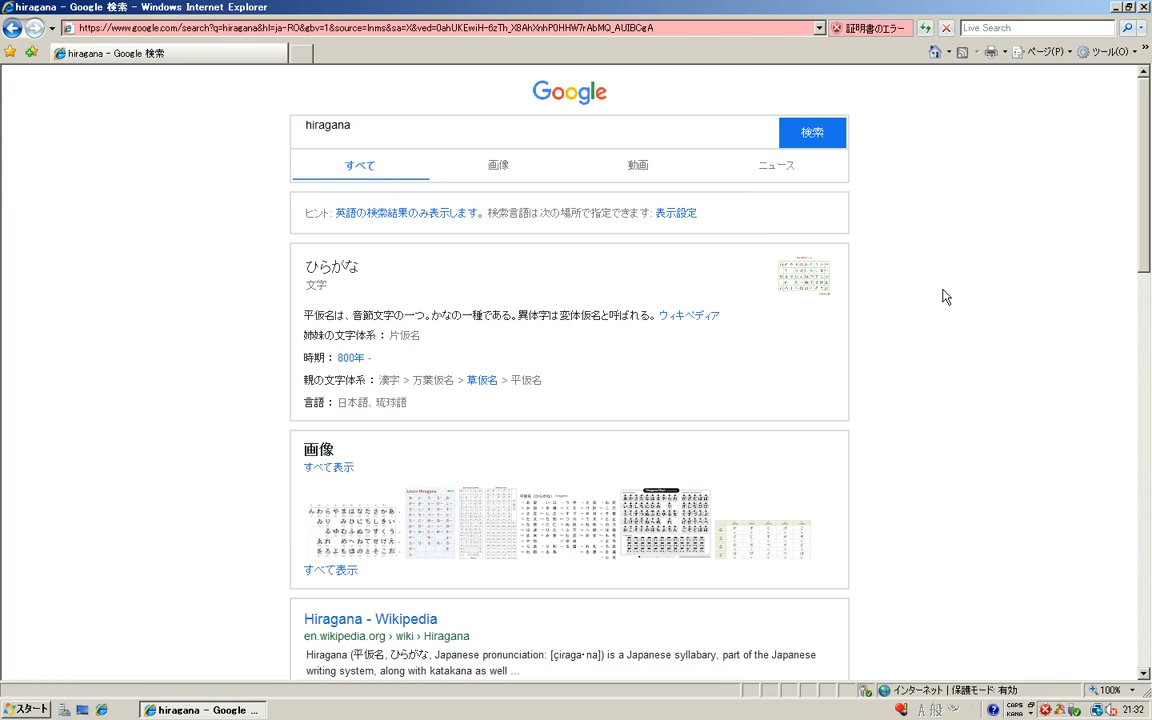 hiragana - Google 検索 - Windows Internet Explorer
https://www.google.com/search?q=hiragana&hl=ja-RO&gbv=1&source=lnms&sa=X&ved=0ahUKEwiH-6zTh_X8AhXnhP0HHW7rAbMQ_AUIBCgA
証明書のエラー
Live Search
hiragana - Google 検索
ページ(P)
ツール(O)
Google
hiragana
検索
すべて 画像 動画 ニュース
ヒント: 英語の検索結果のみ表示します。 検索言語は次の場所で指定できます: 表示設定
ひらがな
文字
平仮名は、音節文字の一つ。かなの一種である。異体字は変体仮名と呼ばれる。 ウィキペディア
姉妹の文字体系： 片仮名
時期： 800年 -
親の文字体系： 漢字 > 万葉仮名 > 草仮名 > 平仮名
言語： 日本語、琉球語
画像
すべて表示
Learn Hiragana
すべて表示
Hiragana - Wikipedia
en.wikipedia.org › wiki › Hiragana
Hiragana (平仮名, ひらがな, Japanese pronunciation: [çiɾaɡaꜜna]) is a Japanese syllabary, part of the Japanese
writing system, along with katakana as well ...
インターネット | 保護モード: 有効
100%
スタート
hiragana - Google ...
A 般
CAPS
KANA
21:32